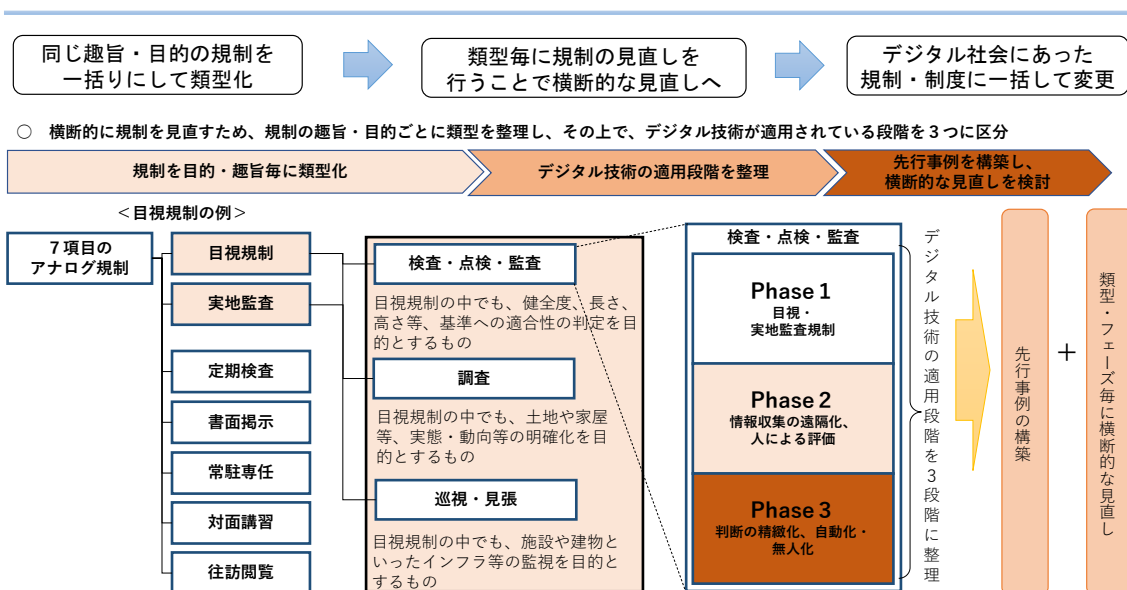 同じ趣旨・目的の規制を
一括りにして類型化
類型毎に規制の見直しを
行うことで横断的な見直しへ
デジタル社会にあった
規制・制度に一括して変更
○ 横断的に規制を見直すため、規制の趣旨・目的ごとに類型を整理し、その上で、デジタル技術が適用されている段階を３つに区分
規制を目的・趣旨毎に類型化
デジタル技術の適用段階を整理
先行事例を構築し、
横断的な見直しを検討
＜目視規制の例＞
７項目の
アナログ規制
目視規制
実地監査
定期検査
書面掲示
常駐専任
対面講習
往訪閲覧
検査・点検・監査
目視規制の中でも、健全度、長さ、
高さ等、基準への適合性の判定を目
的とするもの
調査
目視規制の中でも、土地や家屋
等、実態・動向等の明確化を目
的とするもの
巡視・見張
目視規制の中でも、施設や建物と
いったインフラ等の監視を目的と
するもの
検査・点検・監査
Phase 1
目視・
実地監査規制
Phase 2
情報収集の遠隔化、
人による評価
Phase 3
判断の精緻化、自動化・
無人化
デジタル技術の適用段階を３段階に整理
先行事例の構築
+
類型・フェーズ毎に横断的な見直し